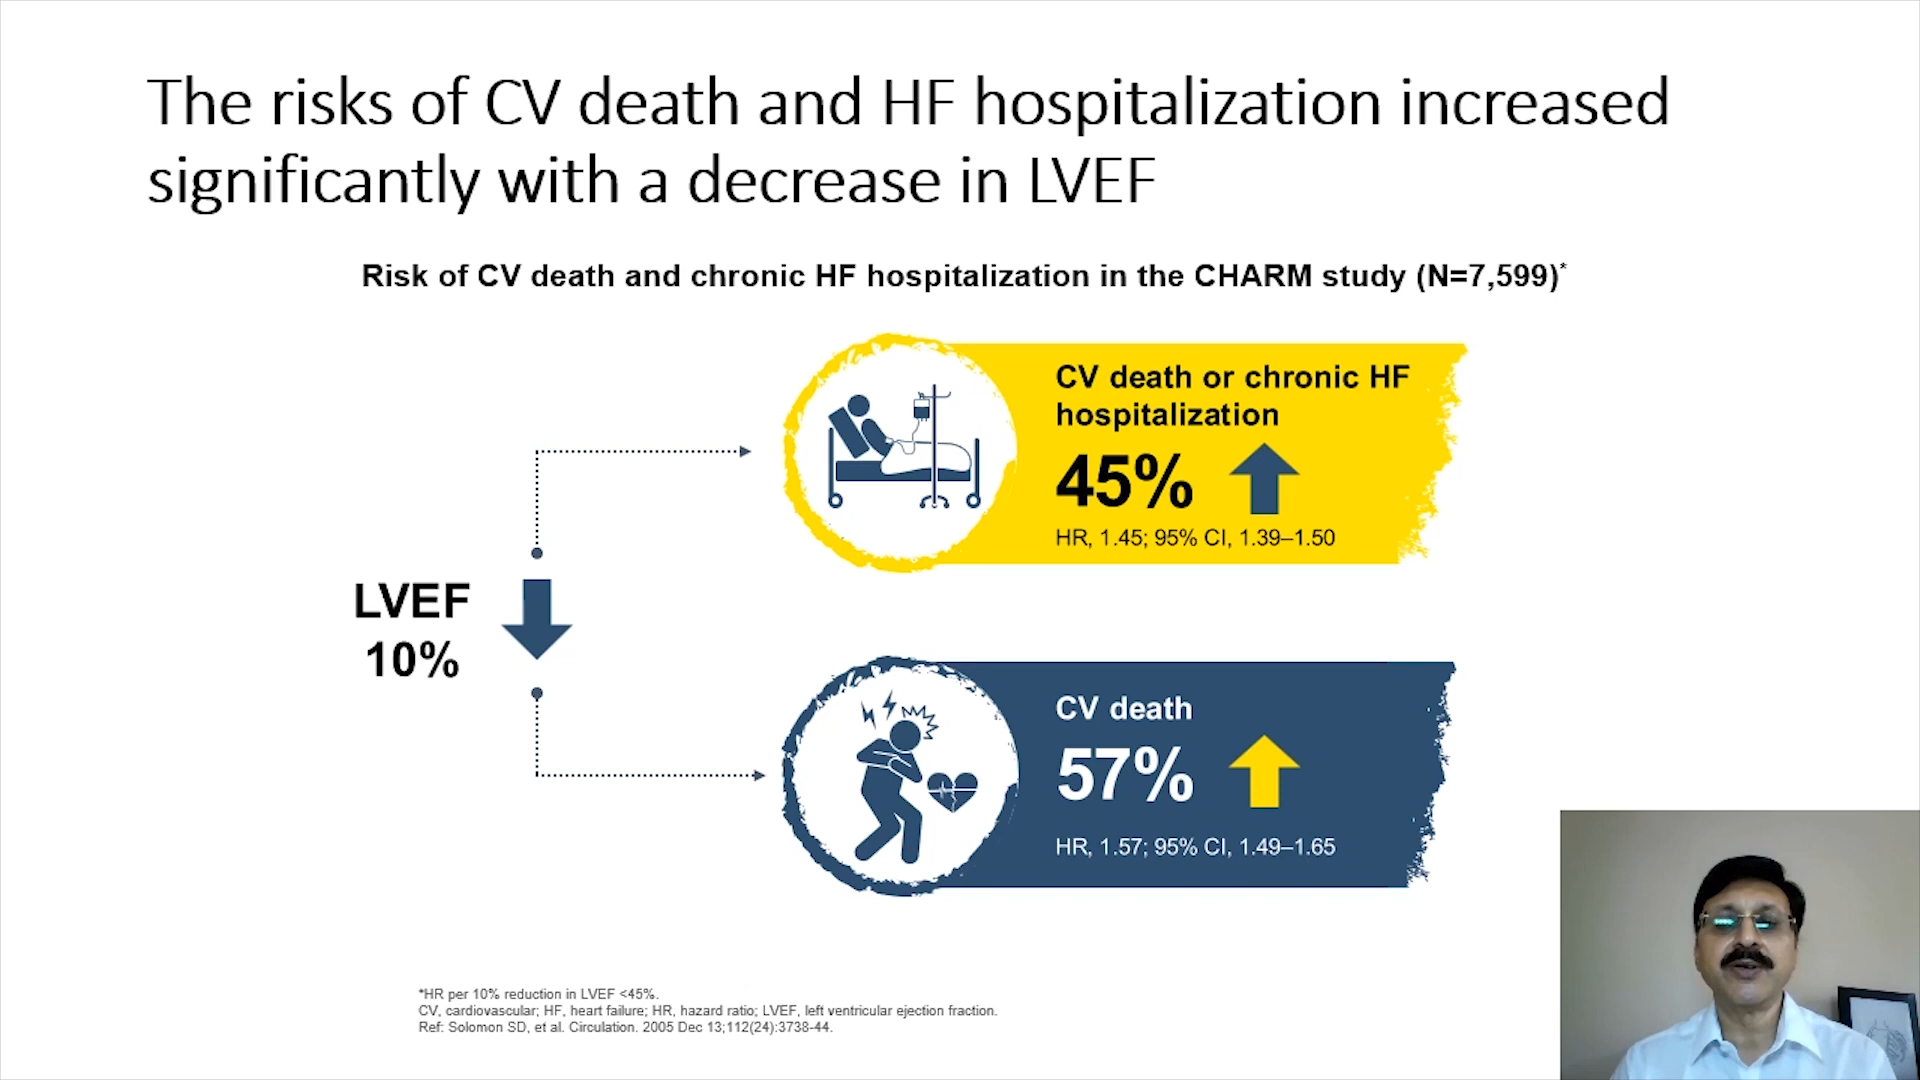 The risks of CV death and HF hospitalization increased
significantly with a decrease in LVEF
Risk of CV death and chronic HF hospitalization in the CHARM study (N=7,599)*
CV death or chronic HF
hospitalization
45%
HR, 1.45; 95% CI, 1.39–1.50
LVEF
10%
CV death
57%
HR, 1.57; 95% CI, 1.49–1.65
*HR per 10% reduction in LVEF <45%.
CV, cardiovascular; HF, heart failure; HR, hazard ratio; LVEF, left ventricular ejection fraction.
Ref: Solomon SD, et al. Circulation. 2005 Dec 13;112(24):3738-44.